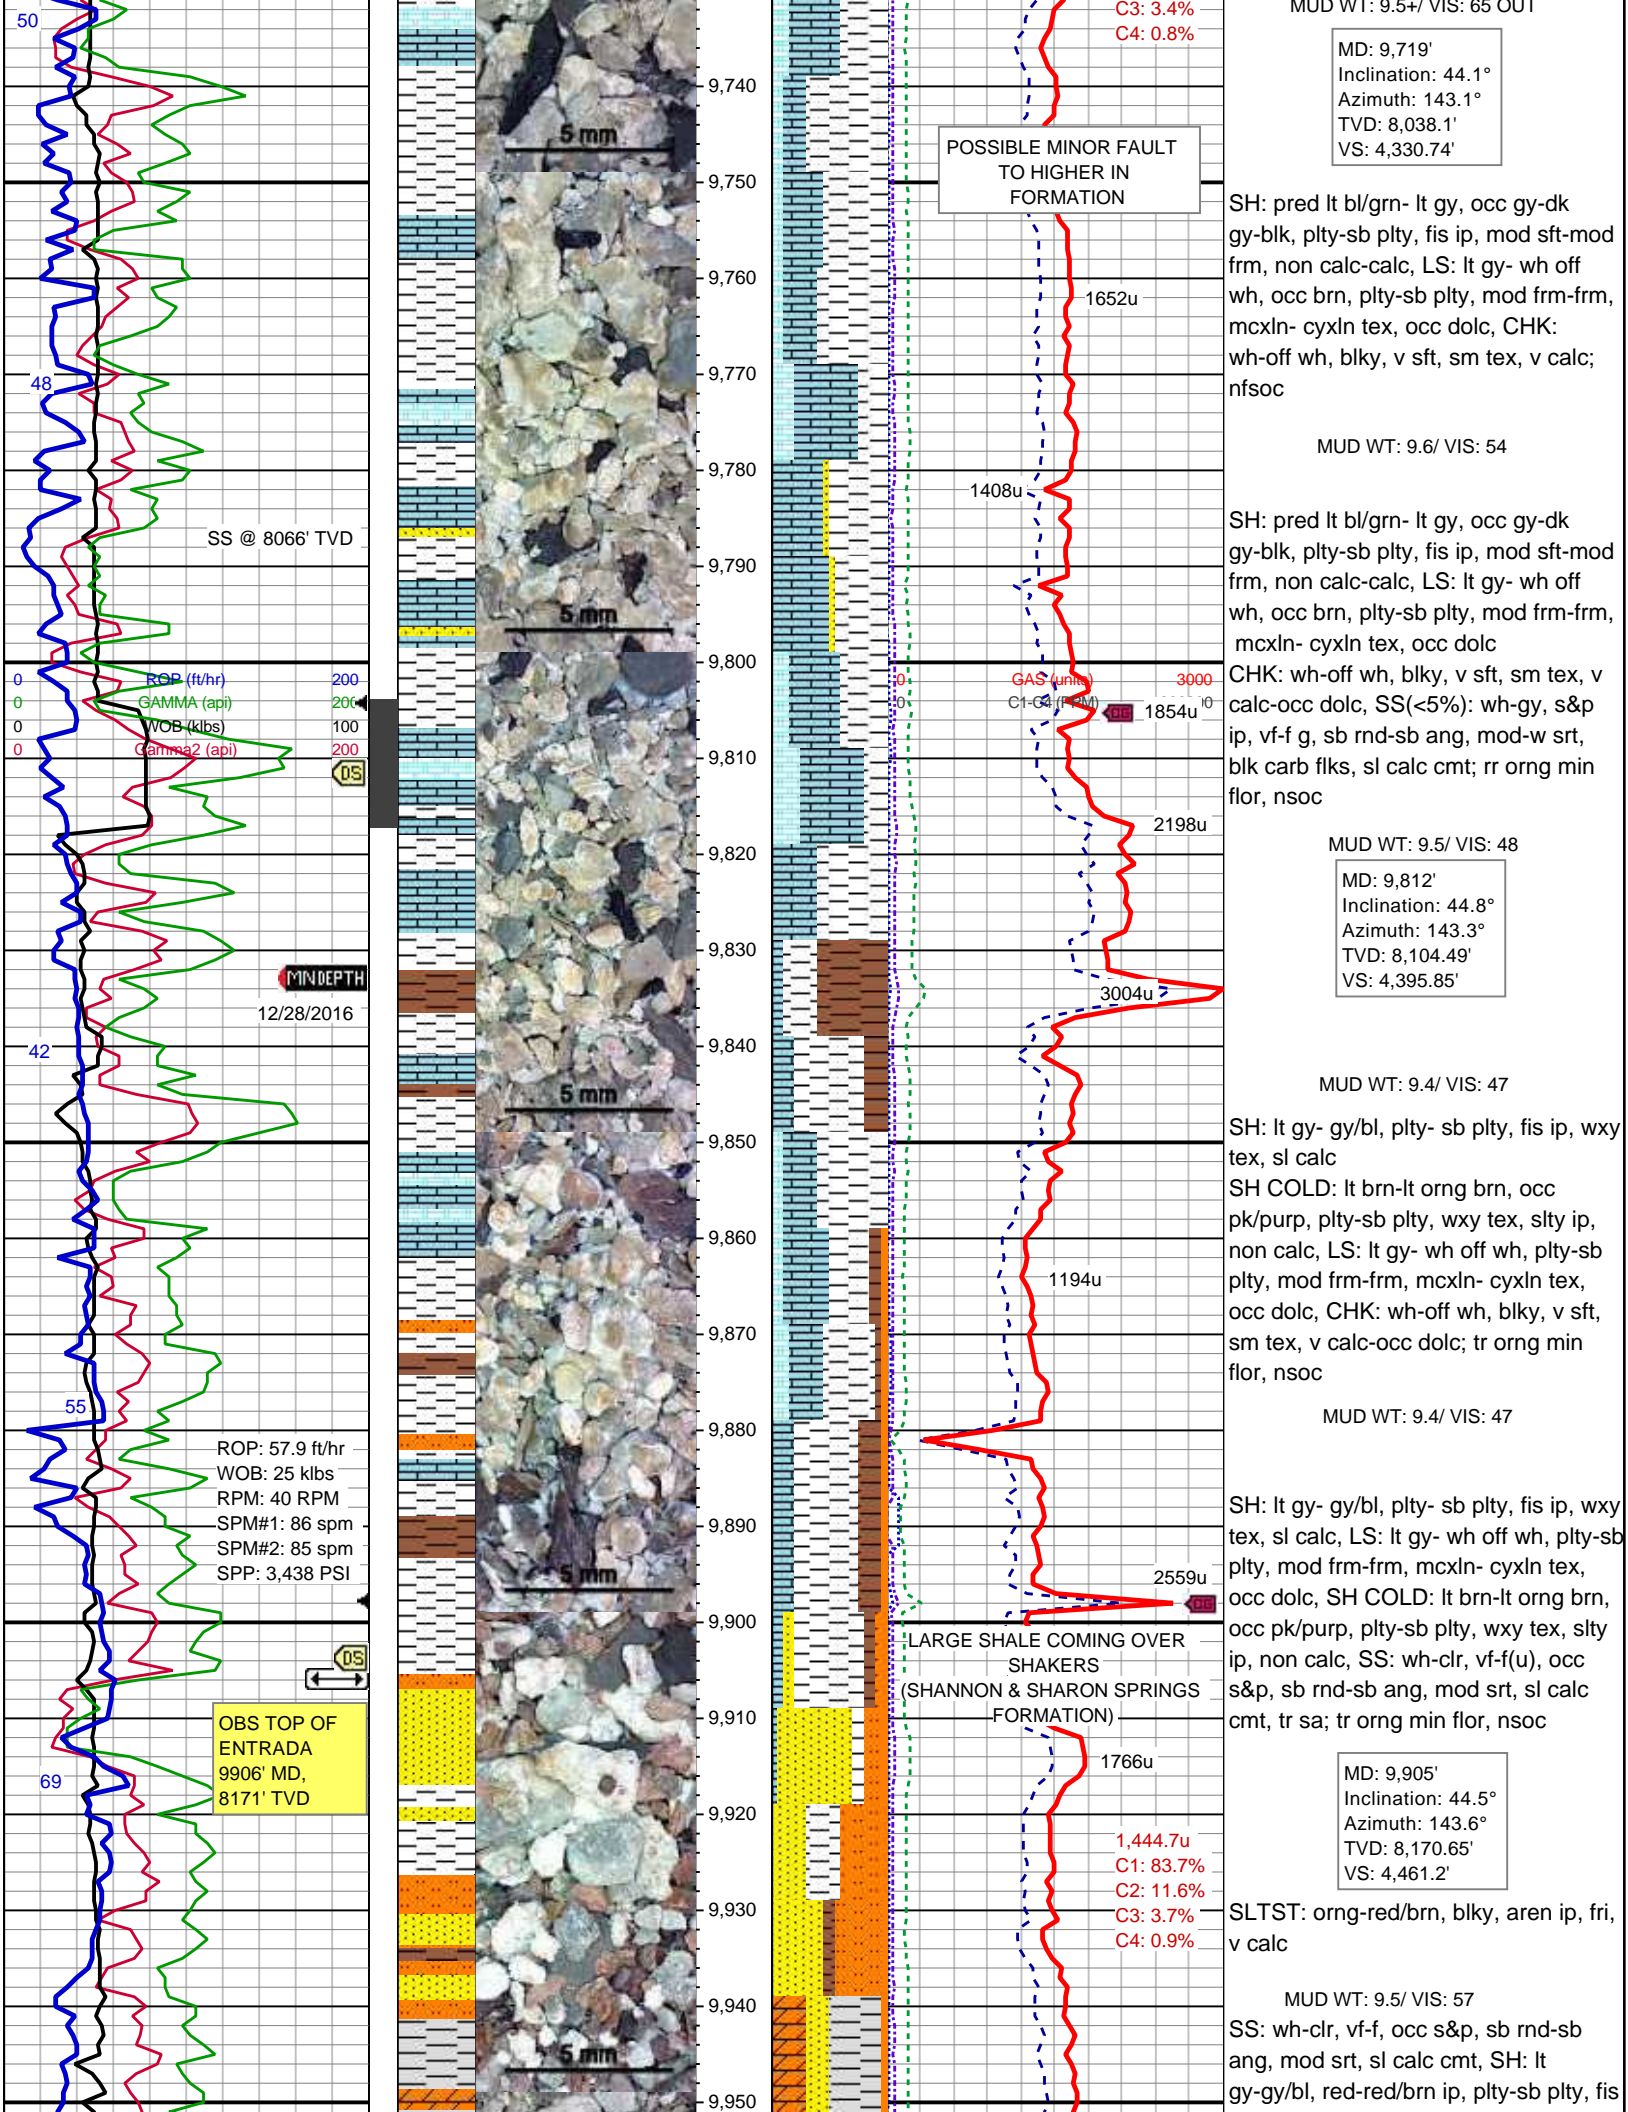 50
C3: 3.4%
C4: 0.8%
MUD WT: 9.5+/ VIS: 65 OUT
MD: 9,719'
Inclination: 44.1°
Azimuth: 143.1°
TVD: 8,038.1'
VS: 4,330.74'
9,740
5 mm
POSSIBLE MINOR FAULT
TO HIGHER IN
FORMATION
9,750
SH: pred lt bl/grn- lt gy, occ gy-dk
gy-blk, plty-sb plty, fis ip, mod sft-mod
frm, non calc-calc, LS: lt gy- wh off
wh, occ brn, plty-sb plty, mod frm-frm,
mcxln- cyxln tex, occ dolc, CHK:
wh-off wh, blky, v sft, sm tex, v calc;
nfsoc
9,760
1652u
9,770
48
MUD WT: 9.6/ VIS: 54
9,780
1408u
SS @ 8066' TVD
SH: pred lt bl/grn- lt gy, occ gy-dk
gy-blk, plty-sb plty, fis ip, mod sft-mod
frm, non calc-calc, LS: lt gy- wh off
wh, occ brn, plty-sb plty, mod frm-frm,
mcxln- cyxln tex, occ dolc
CHK: wh-off wh, blky, v sft, sm tex, v
calc-occ dolc, SS(<5%): wh-gy, s&p
ip, vf-f g, sb rnd-sb ang, mod-w srt,
blk carb flks, sl calc cmt; rr orng min
flor, nsoc
9,790
5 mm
9,800
0 ROP (ft/hr) 200
0 GAMMA (api) 200
0 WOB (klbs) 100
0 Gamma2 (api) 200
0 GAS (units) 3000
0 C1-C4 (PPM)
DG 1854u
DS
9,810
2198u
9,820
MUD WT: 9.5/ VIS: 48
MD: 9,812'
Inclination: 44.8°
Azimuth: 143.3°
TVD: 8,104.49'
VS: 4,395.85'
9,830
MN DEPTH
12/28/2016
3004u
42
9,840
5 mm
MUD WT: 9.4/ VIS: 47
9,850
SH: lt gy- gy/bl, plty- sb plty, fis ip, wxy
tex, sl calc
SH COLD: lt brn-lt orng brn, occ
pk/purp, plty-sb plty, wxy tex, slty ip,
non calc, LS: lt gy- wh off wh, plty-sb
plty, mod frm-frm, mcxln- cyxln tex,
occ dolc, CHK: wh-off wh, blky, v sft,
sm tex, v calc-occ dolc; tr orng min
flor, nsoc
9,860
1194u
9,870
55
MUD WT: 9.4/ VIS: 47
9,880
ROP: 57.9 ft/hr
WOB: 25 klbs
RPM: 40 RPM
SPM#1: 86 spm
SPM#2: 85 spm
SPP: 3,438 PSI
9,890
5 mm
2559u
DG
SH: lt gy- gy/bl, plty- sb plty, fis ip, wxy
tex, sl calc, LS: lt gy- wh off wh, plty-sb
plty, mod frm-frm, mcxln- cyxln tex,
occ dolc, SH COLD: lt brn-lt orng brn,
occ pk/purp, plty-sb plty, wxy tex, slty
ip, non calc, SS: wh-clr, vf-f(u), occ
s&p, sb rnd-sb ang, mod srt, sl calc
cmt, tr sa; tr orng min flor, nsoc
9,900
DS
LARGE SHALE COMING OVER
SHAKERS
(SHANNON & SHARON SPRINGS
FORMATION)
OBS TOP OF
ENTRADA
9906' MD,
8171' TVD
9,910
1766u
69
9,920
MD: 9,905'
Inclination: 44.5°
Azimuth: 143.6°
TVD: 8,170.65'
VS: 4,461.2'
1,444.7u
C1: 83.7%
C2: 11.6%
C3: 3.7%
C4: 0.9%
9,930
SLTST: orng-red/brn, blky, aren ip, fri,
v calc
9,940
MUD WT: 9.5/ VIS: 57
5 mm
SS: wh-clr, vf-f, occ s&p, sb rnd-sb
ang, mod srt, sl calc cmt, SH: lt
gy-gy/bl, red-red/brn ip, plty-sb plty, fis
9,950